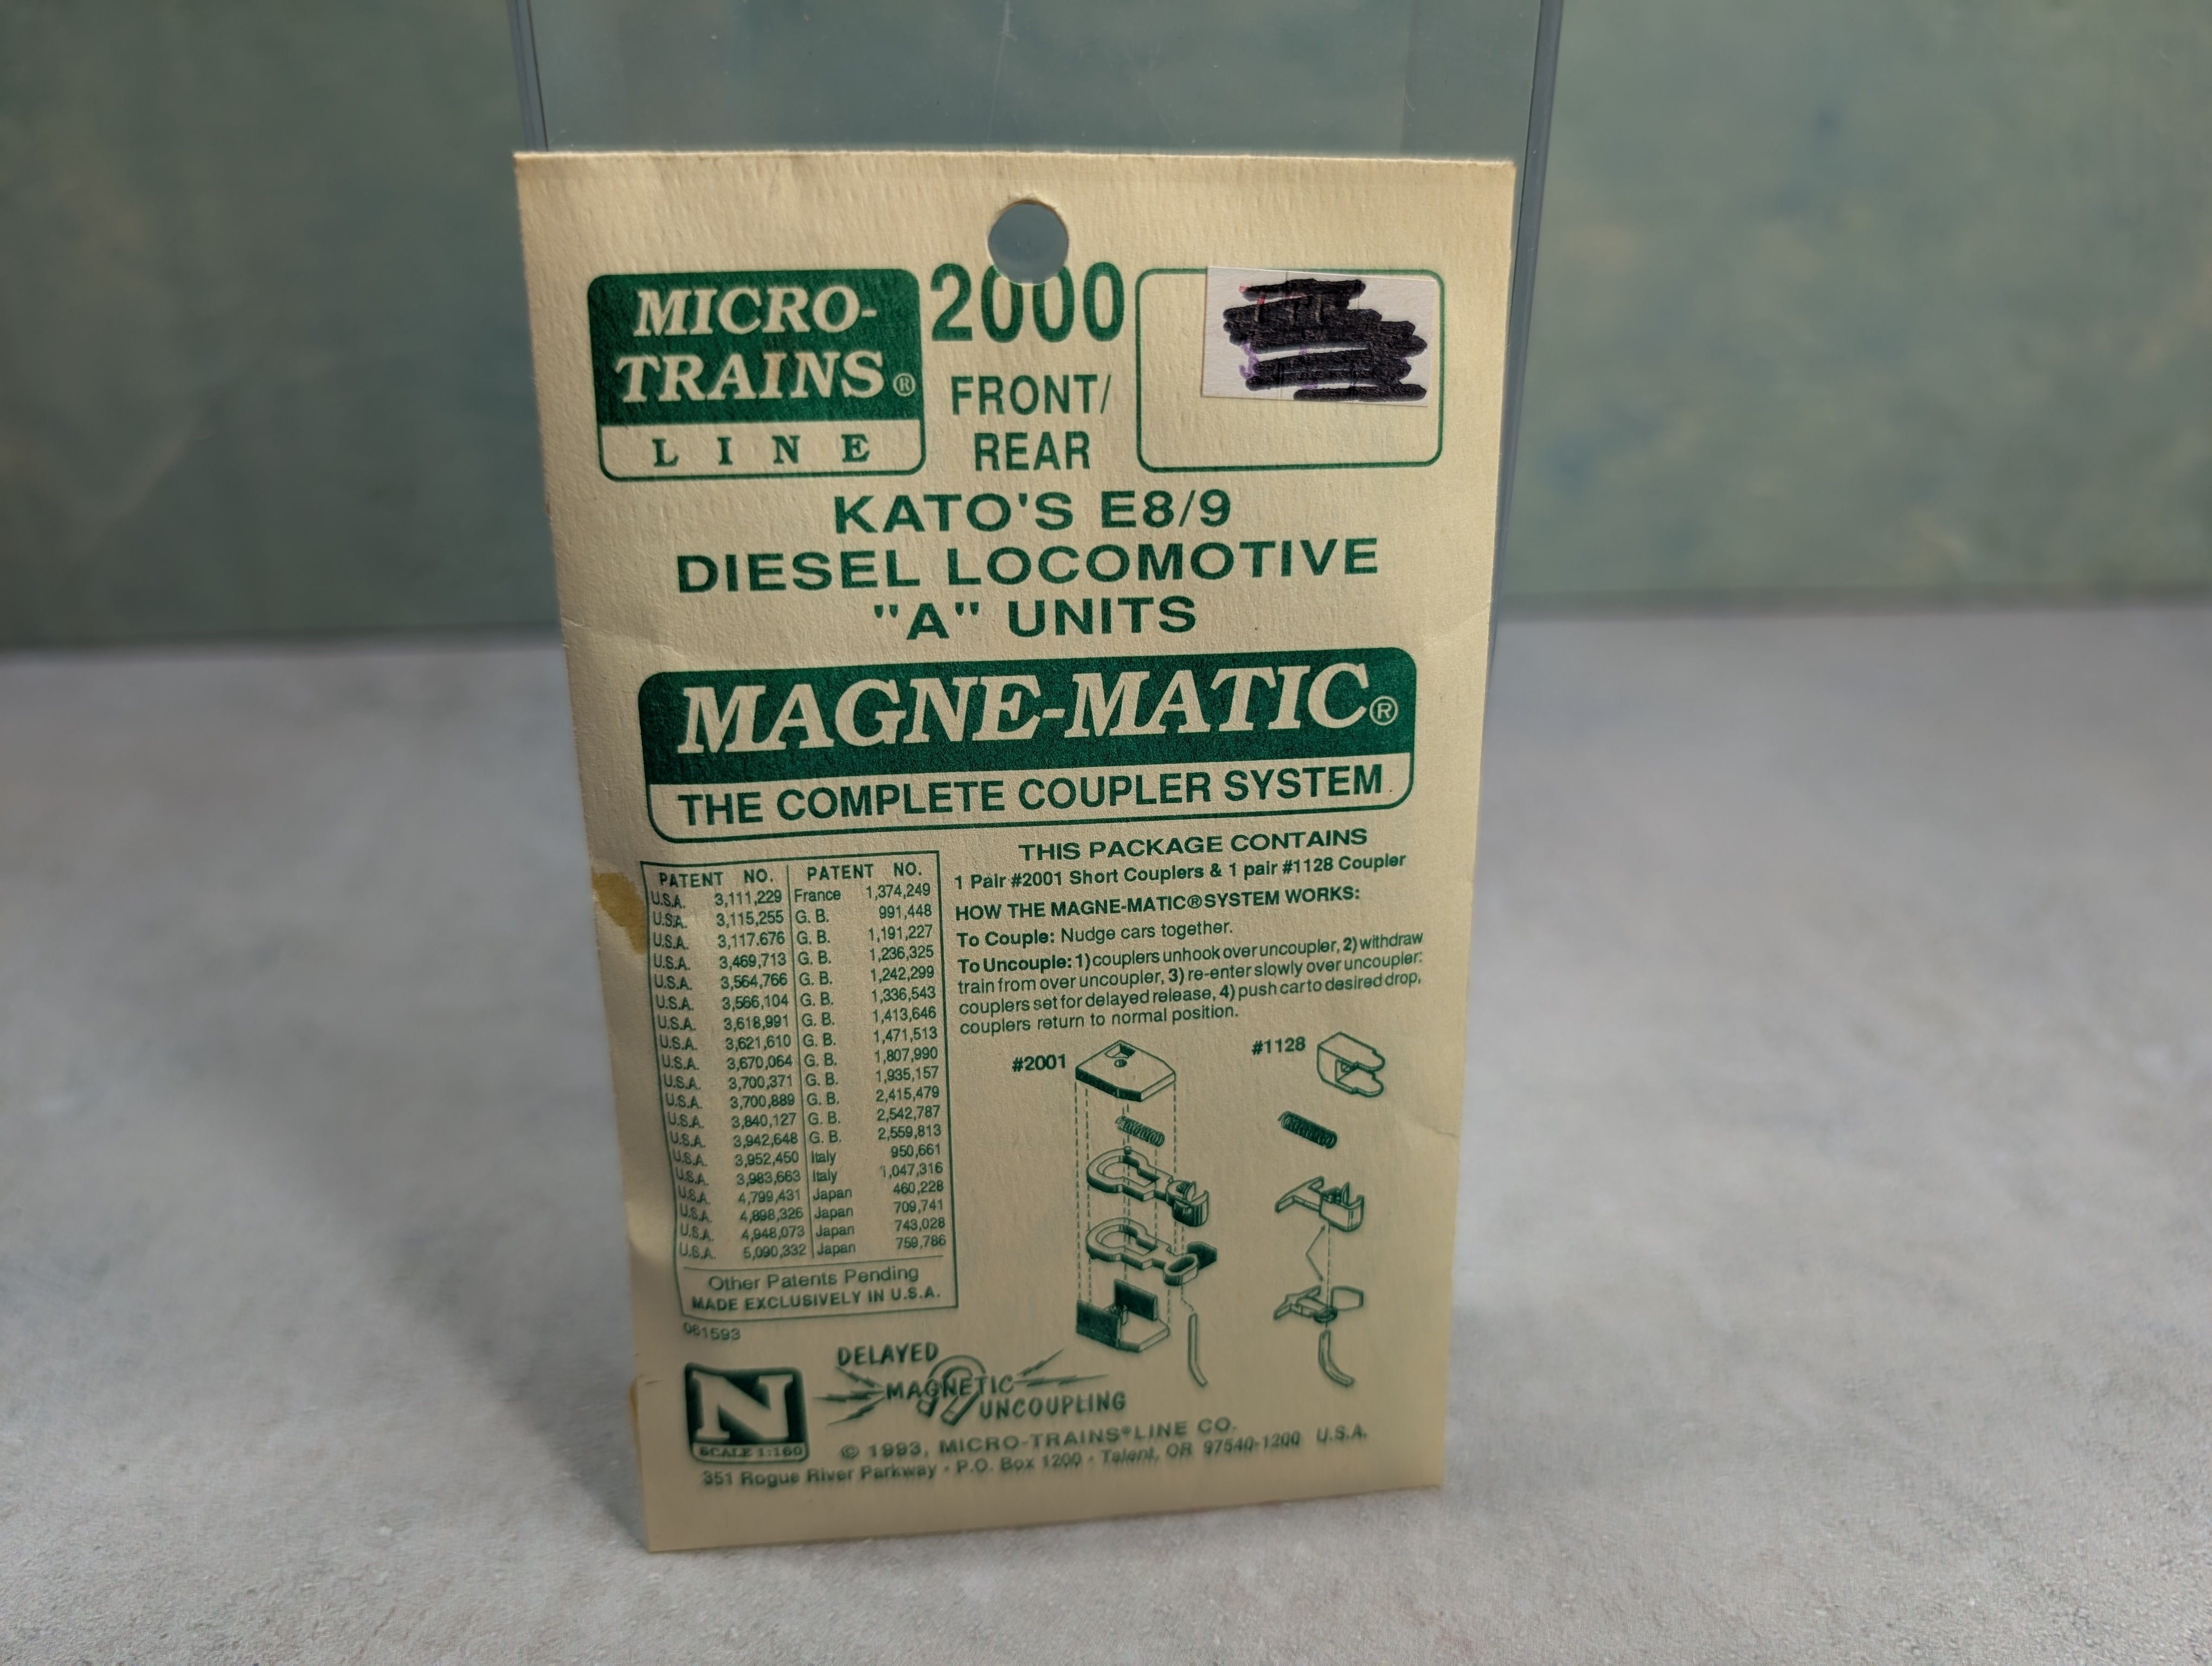 MICRO-
TRAINS®
LINE
2000
FRONT/
REAR
KATO'S E8/9
DIESEL LOCOMOTIVE
"A" UNITS
MAGNE-MATIC®
THE COMPLETE COUPLER SYSTEM
PATENT NO. PATENT NO.
U.S.A. 3,111,229 France 1,374,249
U.S.A. 3,115,255 G. B. 991,448
U.S.A. 3,117.676 G. B. 1,191,227
U.S.A. 3,469,713 G. B. 1,236,325
U.S.A. 3,564,766 G. B. 1,242,299
U.S.A. 3,566,104 G. B. 1,336,543
U.S.A. 3,618,991 G. B. 1,413,646
U.S.A. 3,621,610 G. B. 1,471,513
U.S.A. 3,670,064 G. B. 1,807,990
U.S.A. 3,700,371 G. B. 1,935,157
U.S.A. 3,700,889 G. B. 2,415,479
U.S.A. 3,840,127 G. B. 2,542,787
U.S.A. 3,942,648 G. B. 2,559,813
U.S.A. 3,952,450 Italy 950,661
U.S.A. 3,983,663 Italy 1,047,316
U.S.A. 4,799,431 Japan 460,228
U.S.A. 4,898,326 Japan 709,741
U.S.A. 4,948,073 Japan 743,028
U.S.A. 5,090,332 Japan 759,786
Other Patents Pending
MADE EXCLUSIVELY IN U.S.A.
061593
THIS PACKAGE CONTAINS
1 Pair #2001 Short Couplers & 1 pair #1128 Coupler
HOW THE MAGNE-MATIC® SYSTEM WORKS:
To Couple: Nudge cars together.
To Uncouple: 1) couplers unhook over uncoupler, 2) withdraw
train from over uncoupler, 3) re-enter slowly over uncoupler:
couplers set for delayed release, 4) push car to desired drop,
couplers return to normal position.
#2001
#1128
N
SCALE 1:160
DELAYED
MAGNETIC
UNCOUPLING
© 1993, MICRO-TRAINS® LINE CO.
351 Rogue River Parkway - P.O. Box 1200 - Talent, OR 97540-1200 U.S.A.